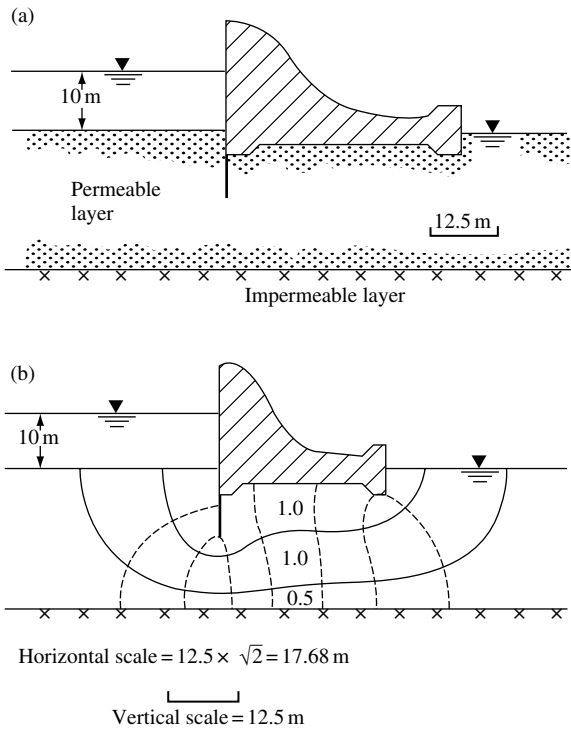 (a)
10 m
Permeable
layer
12.5 m
Impermeable layer
(b)
10 m
1.0
1.0
0.5
Horizontal scale = 12.5 × √2 = 17.68 m
Vertical scale = 12.5 m